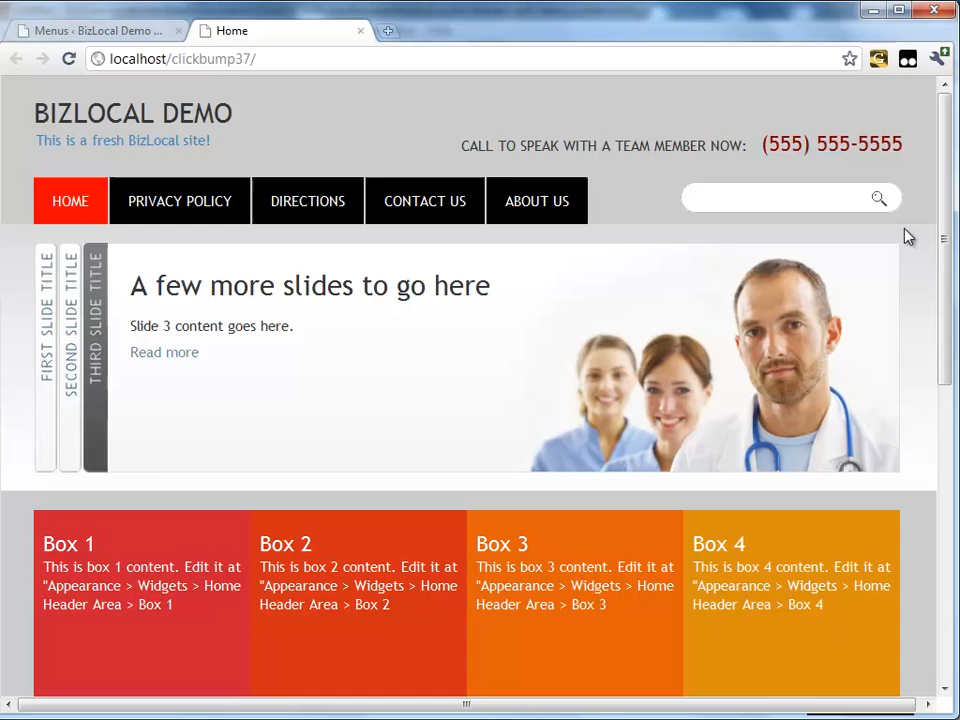 Menus ‹ BizLocal Demo ...
Home
localhost/clickbump37/
BIZLOCAL DEMO
This is a fresh BizLocal site!
CALL TO SPEAK WITH A TEAM MEMBER NOW: (555) 555-5555
HOME
PRIVACY POLICY
DIRECTIONS
CONTACT US
ABOUT US
FIRST SLIDE TITLE
SECOND SLIDE TITLE
THIRD SLIDE TITLE
A few more slides to go here
Slide 3 content goes here.
Read more
Box 1
This is box 1 content. Edit it at
"Appearance > Widgets > Home
Header Area > Box 1
Box 2
This is box 2 content. Edit it at
"Appearance > Widgets > Home
Header Area > Box 2
Box 3
This is box 3 content. Edit it at
"Appearance > Widgets > Home
Header Area > Box 3
Box 4
This is box 4 content. Edit it at
"Appearance > Widgets > Home
Header Area > Box 4